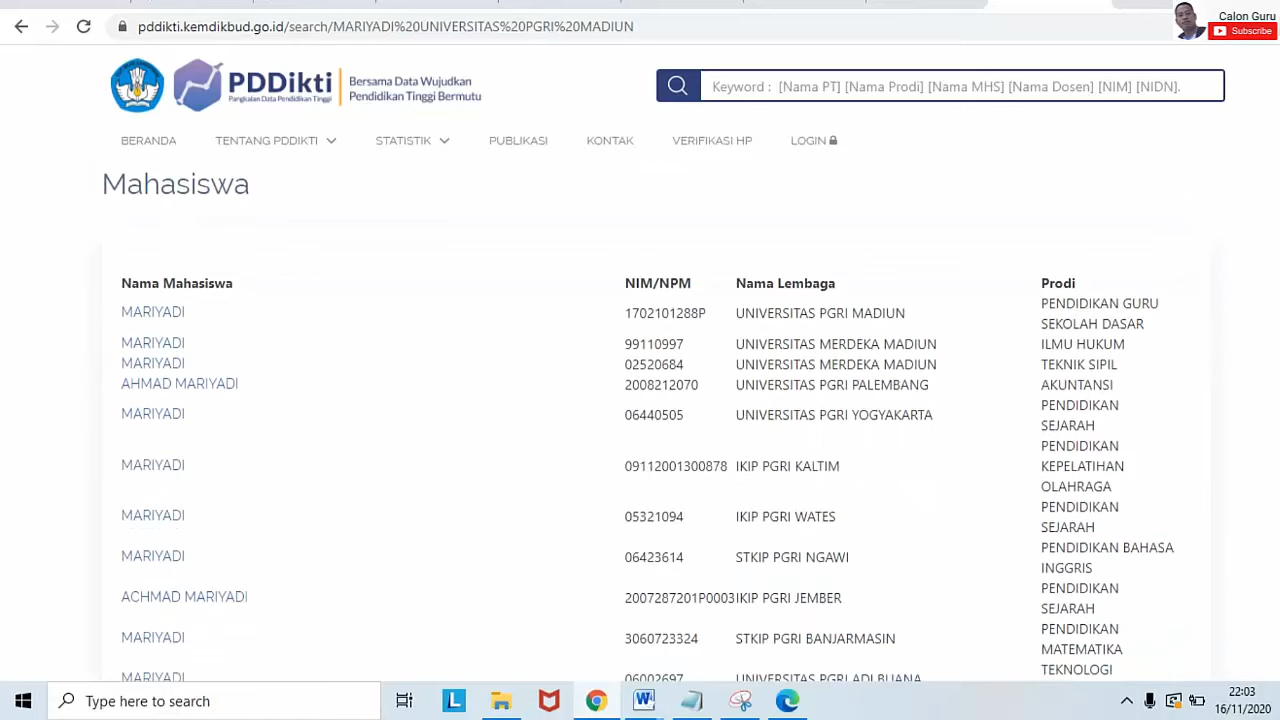 pddikti.kemdikbud.go.id/search/MARIYADI%20UNIVERSITAS%20PGRI%20MADIUN
Calon Guru
Subscribe
PDDikti
Pangkalan Data Pendidikan Tinggi
Bersama Data Wujudkan
Pendidikan Tinggi Bermutu
Keyword : [Nama PT] [Nama Prodi] [Nama MHS] [Nama Dosen] [NIM] [NIDN].
BERANDA TENTANG PDDIKTI STATISTIK PUBLIKASI KONTAK VERIFIKASI HP LOGIN
Mahasiswa
Nama Mahasiswa NIM/NPM Nama Lembaga Prodi
MARIYADI 1702101288P UNIVERSITAS PGRI MADIUN PENDIDIKAN GURU
SEKOLAH DASAR
MARIYADI 99110997 UNIVERSITAS MERDEKA MADIUN ILMU HUKUM
MARIYADI 02520684 UNIVERSITAS MERDEKA MADIUN TEKNIK SIPIL
AHMAD MARIYADI 2008212070 UNIVERSITAS PGRI PALEMBANG AKUNTANSI
MARIYADI 06440505 UNIVERSITAS PGRI YOGYAKARTA PENDIDIKAN
SEJARAH
PENDIDIKAN
MARIYADI 09112001300878 IKIP PGRI KALTIM KEPELATIHAN
OLAHRAGA
MARIYADI 05321094 IKIP PGRI WATES PENDIDIKAN
SEJARAH
MARIYADI 06423614 STKIP PGRI NGAWI PENDIDIKAN BAHASA
INGGRIS
ACHMAD MARIYADI 2007287201P0003 IKIP PGRI JEMBER PENDIDIKAN
SEJARAH
MARIYADI 3060723324 STKIP PGRI BANJARMASIN PENDIDIKAN
MATEMATIKA
MARIYADI 06002697 UNIVERSITAS PGRI ADI BUANA TEKNOLOGI
Type here to search
22:03
16/11/2020